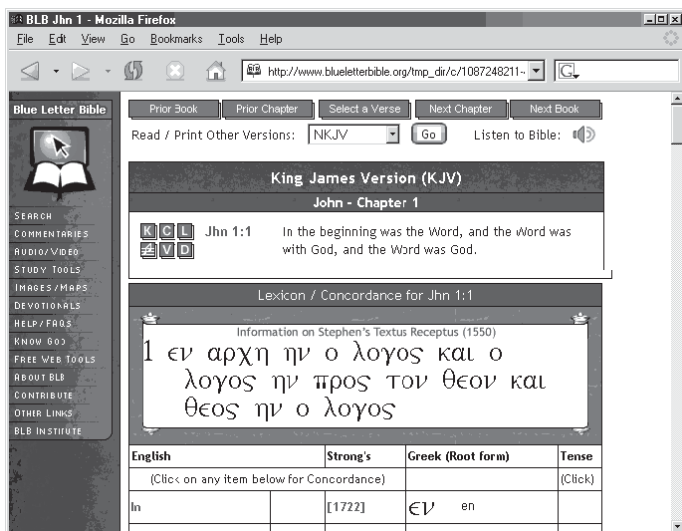 BLB Jhn 1 - Mozilla Firefox
File Edit View Go Bookmarks Tools Help
http://www.blueletterbible.org/tmp_dir/c/1087248211-
G
Blue Letter Bible
SEARCH
COMMENTARIES
AUDIO/VIDEO
STUDY TOOLS
IMAGES/MAPS
DEVOTIONALS
HELP/FAQS
KNOW GOD
FREE WEB TOOLS
ABOUT BLB
CONTRIBUTE
OTHER LINKS
BLB INSTITUTE
Prior Book Prior Chapter Select a Verse Next Chapter Next Book
Read / Print Other Versions: NKJV Go Listen to Bible:
King James Version (KJV)
John - Chapter 1
K C L Jhn 1:1 In the beginning was the Word, and the Word was
V D with God, and the Word was God.
Lexicon / Concordance for Jhn 1:1
Information on Stephen's Textus Receptus (1550)
1 εν αρχη ην ο λογος και ο
λογος ην προς τον θεον και
θεος ην ο λογος
English Strong's Greek (Root form) Tense
(Click on any item below for Concordance) (Click)
In [1722] εν en